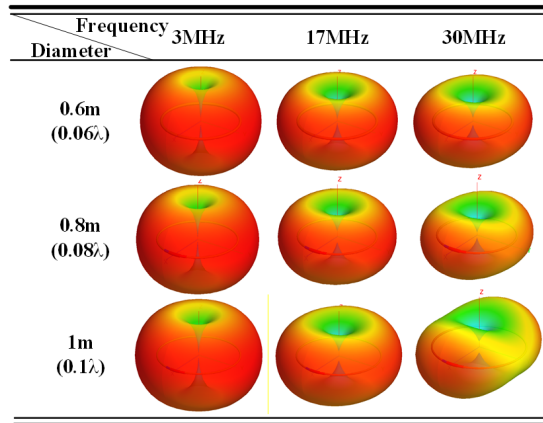 Frequency
Diameter
3MHz
17MHz
30MHz
0.6m
(0.06λ)
z
z
0.8m
(0.08λ)
z
z
z
1m
(0.1λ)
z
z